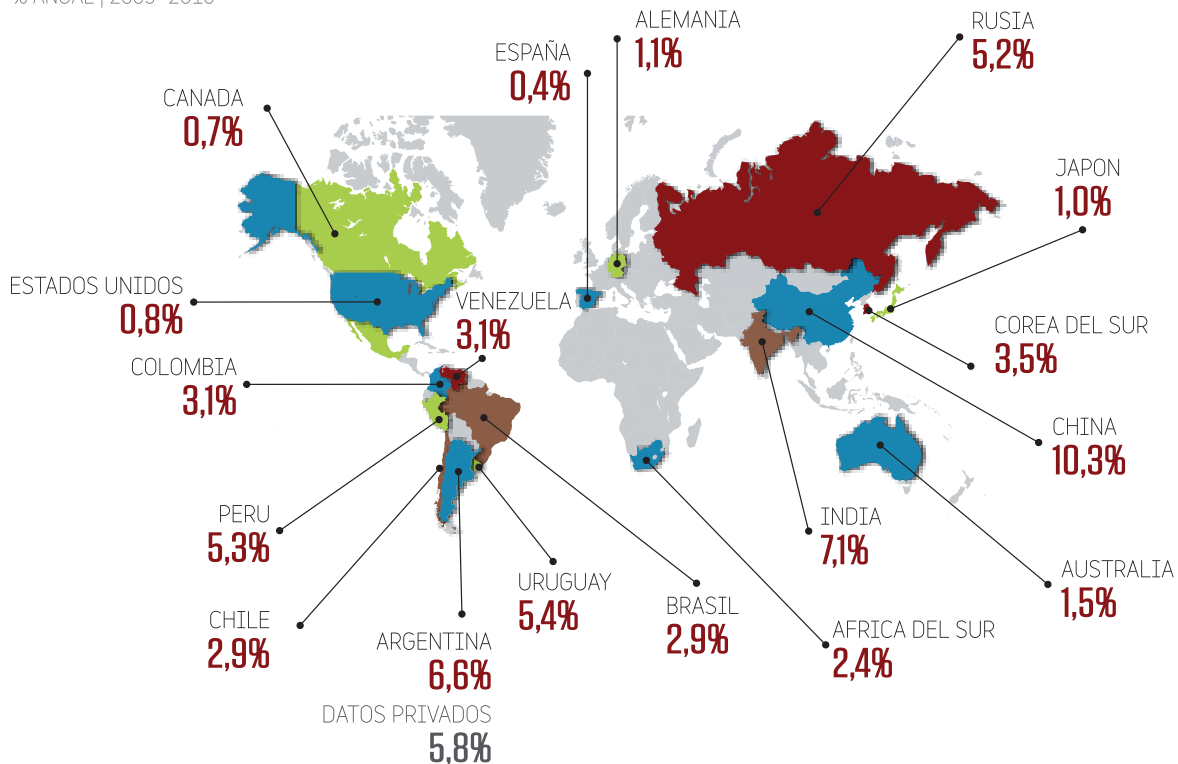 % ANUAL | 2003-2010
ALEMANIA
1,1%
RUSIA
5,2%
ESPAÑA
0,4%
CANADA
0,7%
JAPON
1,0%
ESTADOS UNIDOS
0,8%
VENEZUELA
3,1%
COREA DEL SUR
3,5%
COLOMBIA
3,1%
CHINA
10,3%
PERU
5,3%
INDIA
7,1%
URUGUAY
5,4%
AUSTRALIA
1,5%
BRASIL
2,9%
CHILE
2,9%
AFRICA DEL SUR
2,4%
ARGENTINA
6,6%
DATOS PRIVADOS
5,8%